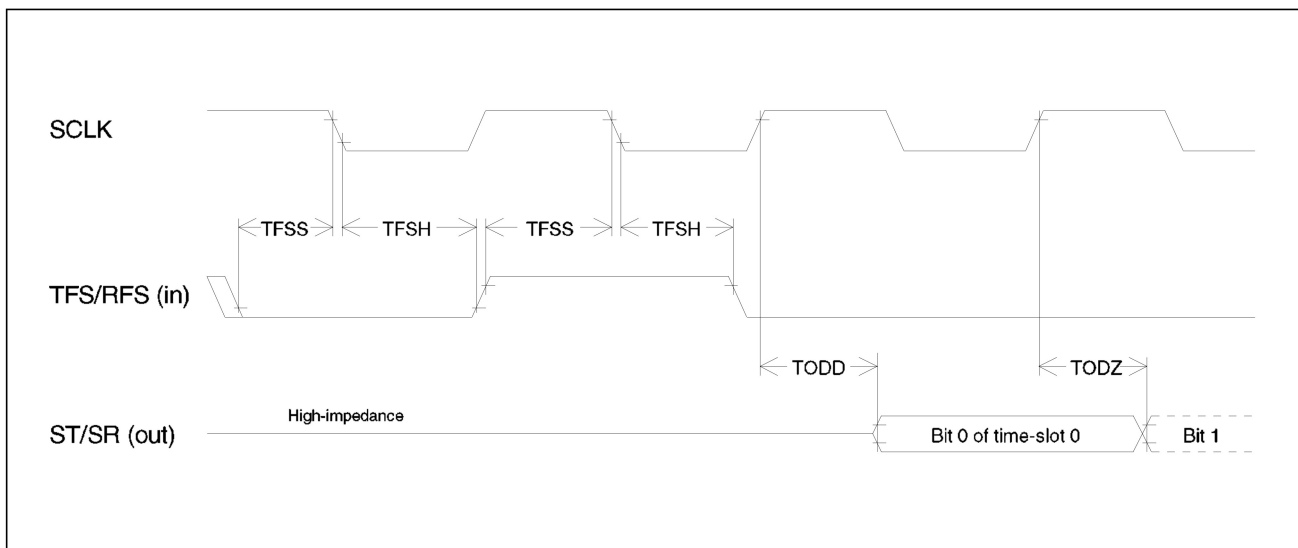 SCLK
TFSS TFSH TFSS TFSH
TFS/RFS (in)
TODD TODZ
High-impedance
ST/SR (out) Bit 0 of time-slot 0 Bit 1